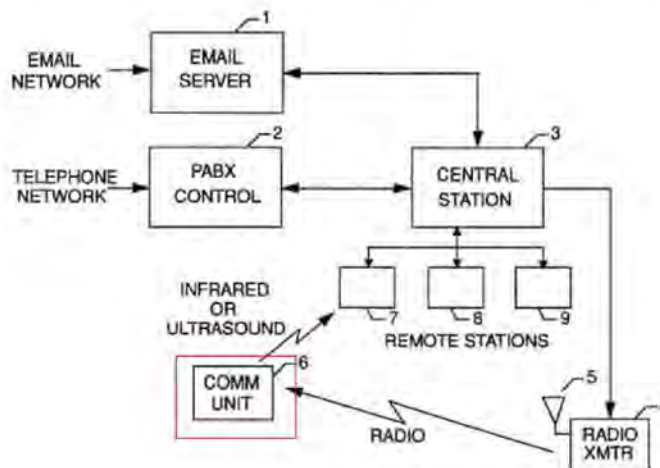 1
EMAIL
NETWORK
EMAIL
SERVER
2
3
TELEPHONE
NETWORK
PABX
CONTROL
CENTRAL
STATION
INFRARED
OR
ULTRASOUND
7
8
9
REMOTE STATIONS
6
COMM
UNIT
5
RADIO
RADIO
XMTR